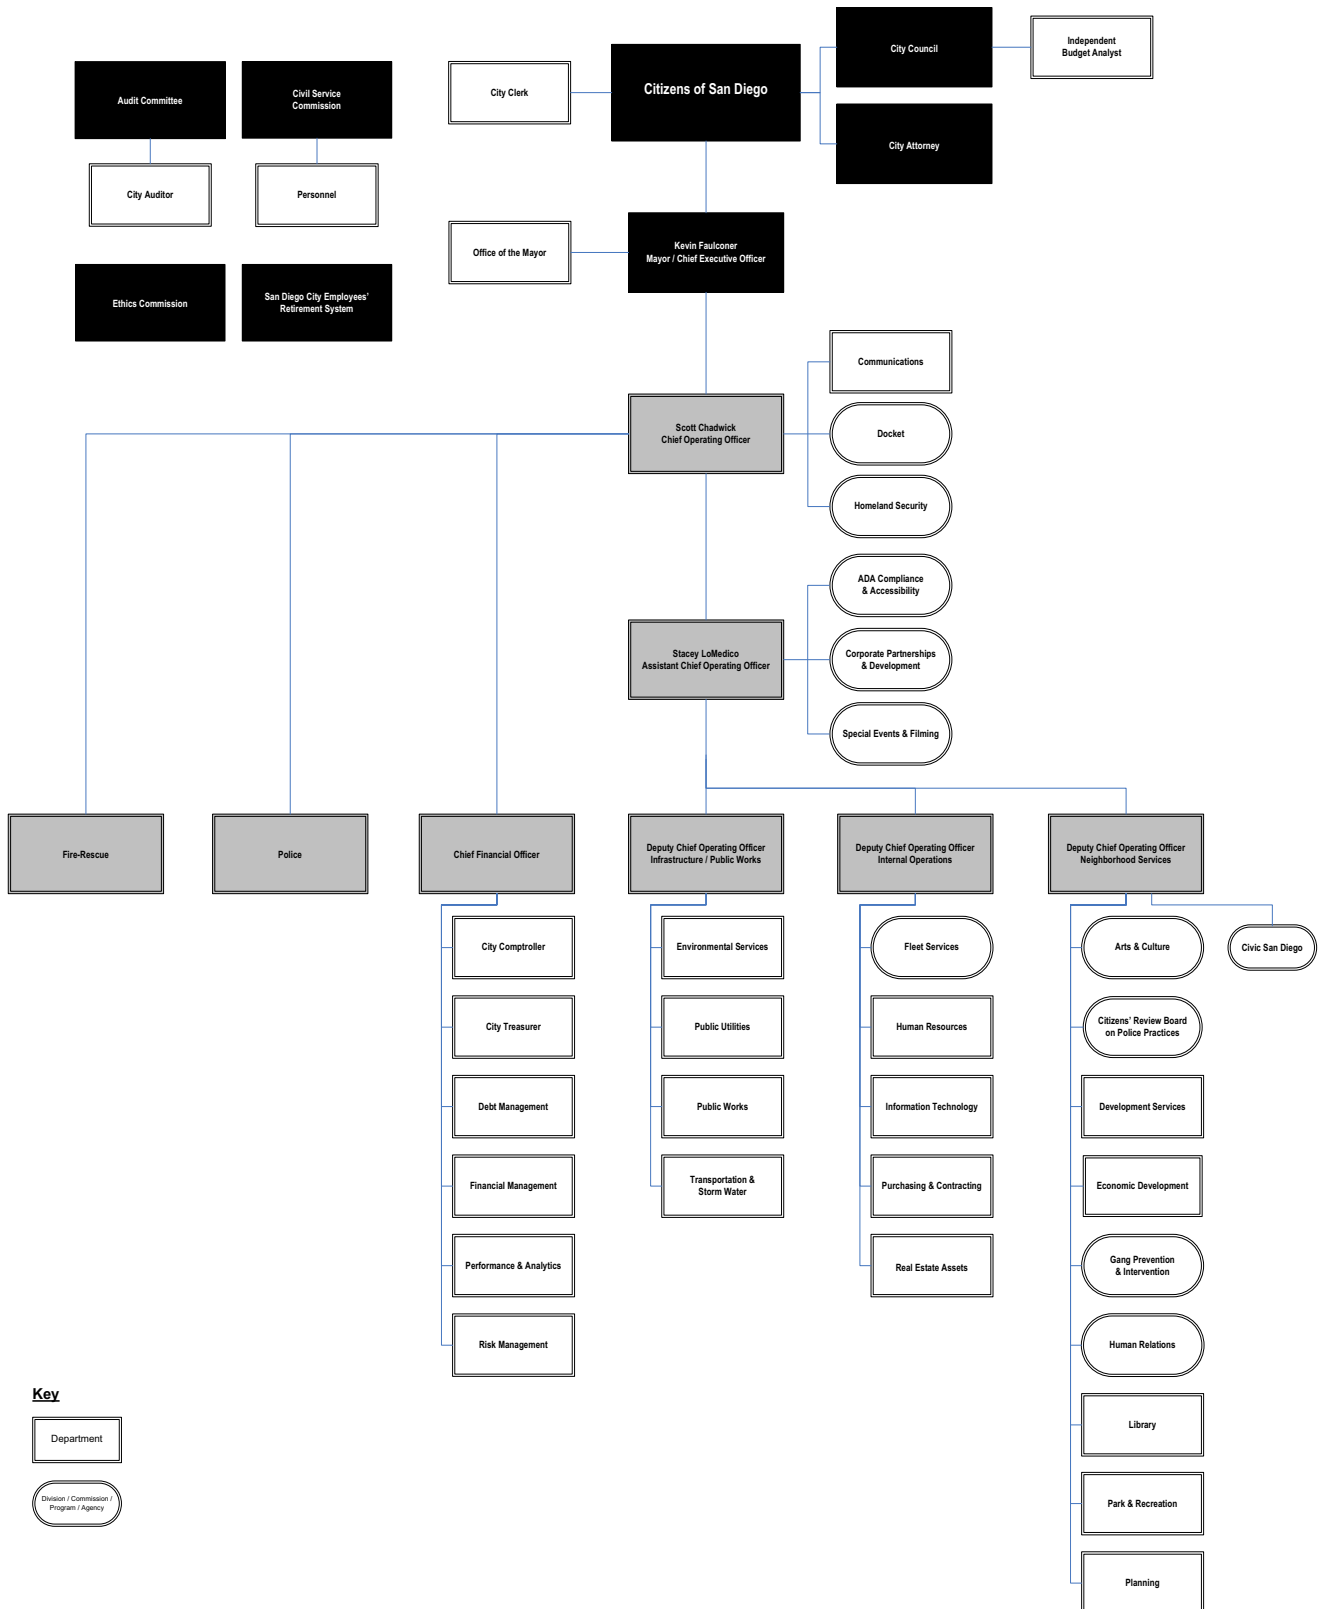 City Council
Independent
Budget Analyst
Citizens of San Diego
City Clerk
Audit Committee
Civil Service
Commission
City Attorney
City Auditor
Personnel
Office of the Mayor
Kevin Faulconer
Mayor / Chief Executive Officer
Ethics Commission
San Diego City Employees'
Retirement System
Communications
Scott Chadwick
Chief Operating Officer
Docket
Homeland Security
ADA Compliance
& Accessibility
Stacey LoMedico
Assistant Chief Operating Officer
Corporate Partnerships
& Development
Special Events & Filming
Fire-Rescue
Police
Chief Financial Officer
Deputy Chief Operating Officer
Infrastructure / Public Works
Deputy Chief Operating Officer
Internal Operations
Deputy Chief Operating Officer
Neighborhood Services
City Comptroller
City Treasurer
Debt Management
Financial Management
Performance & Analytics
Risk Management
Environmental Services
Public Utilities
Public Works
Transportation &
Storm Water
Fleet Services
Human Resources
Information Technology
Purchasing & Contracting
Real Estate Assets
Arts & Culture
Civic San Diego
Citizens' Review Board
on Police Practices
Development Services
Economic Development
Gang Prevention
& Intervention
Human Relations
Library
Park & Recreation
Planning
Key
Department
Division / Commission /
Program / Agency